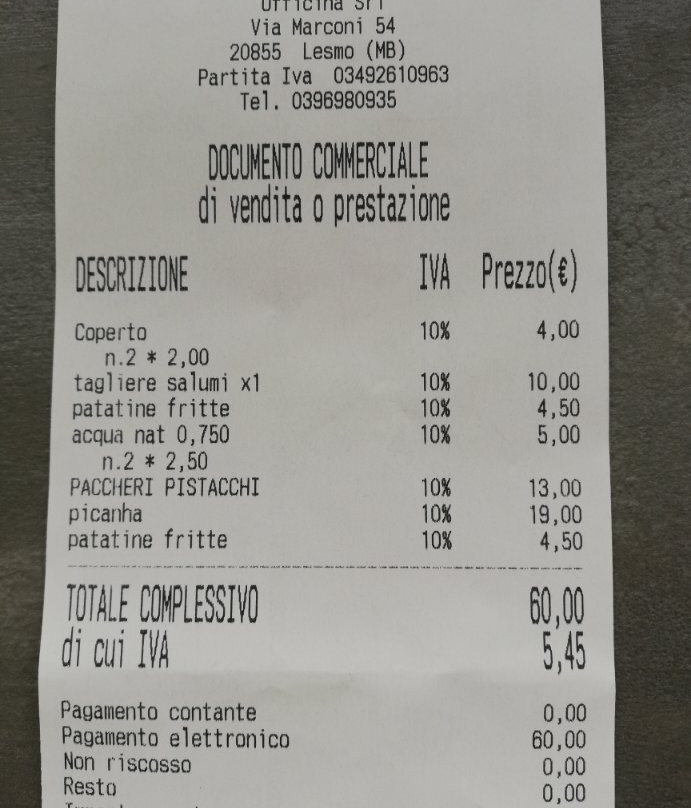 Officina Srl
Via Marconi 54
20855 Lesmo (MB)
Partita Iva 03492610963
Tel. 0396980935
DOCUMENTO COMMERCIALE
di vendita o prestazione
DESCRIZIONE IVA Prezzo(€)
Coperto 10% 4,00
n.2 * 2,00
tagliere salumi x1 10% 10,00
patatine fritte 10% 4,50
acqua nat 0,750 10% 5,00
n.2 * 2,50
PACCHERI PISTACCHI 10% 13,00
picanha 10% 19,00
patatine fritte 10% 4,50
TOTALE COMPLESSIVO 60,00
di cui IVA 5,45
Pagamento contante 0,00
Pagamento elettronico 60,00
Non riscosso 0,00
Resto 0,00